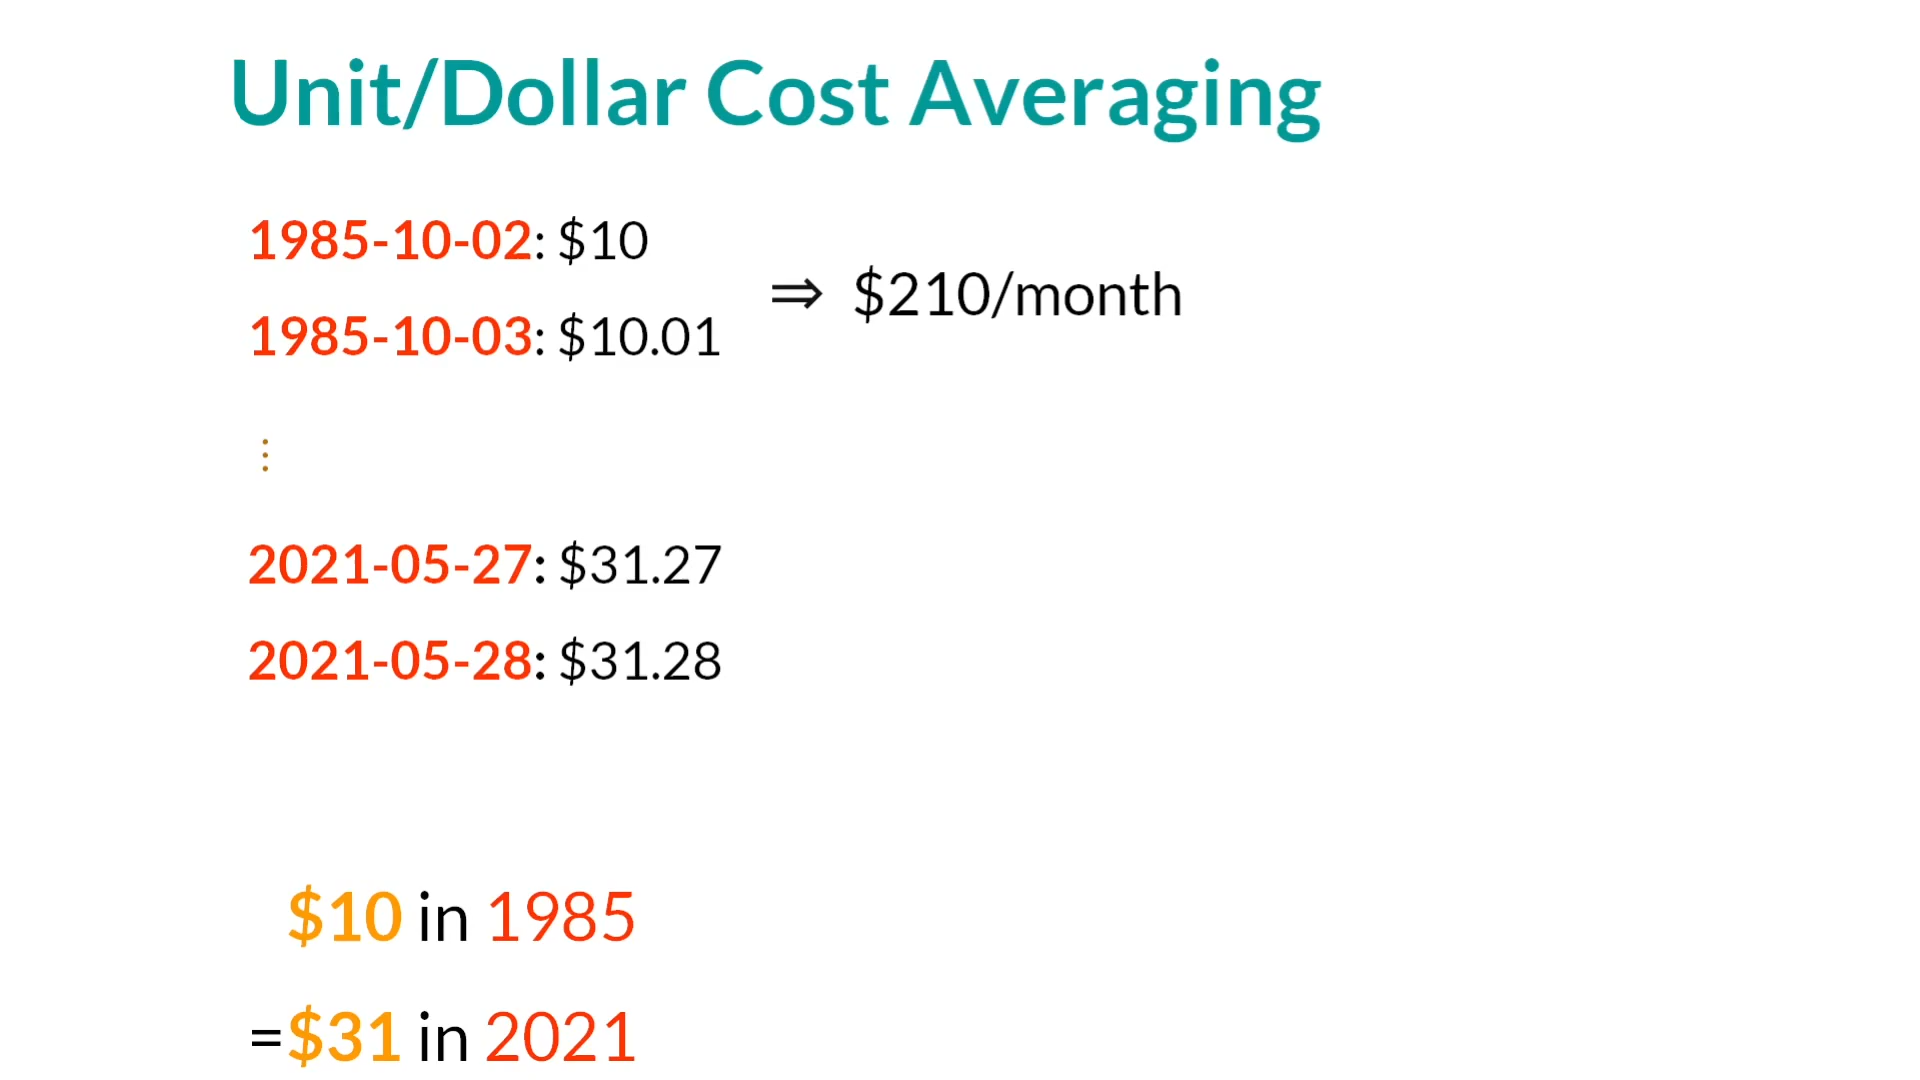 Unit/Dollar Cost Averaging
1985-10-02: $10
1985-10-03: $10.01
⇒ $210/month
⋮
2021-05-27: $31.27
2021-05-28: $31.28
$10 in 1985
=$31 in 2021